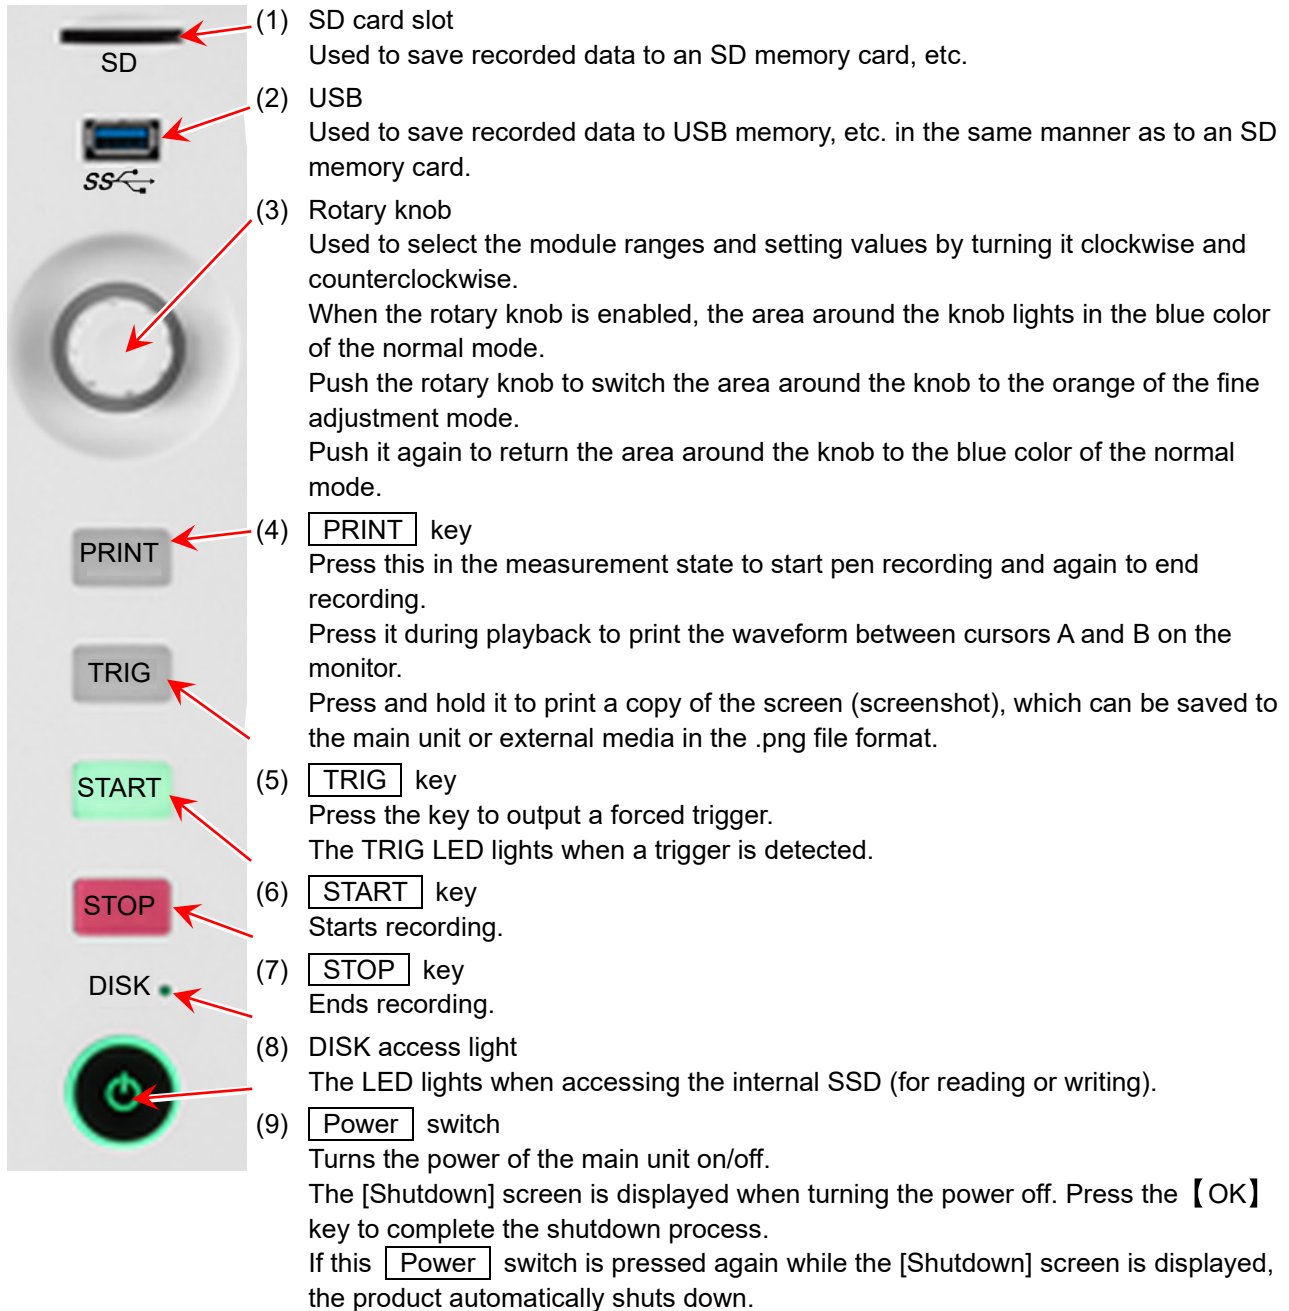 (1) SD card slot
SD
Used to save recorded data to an SD memory card, etc.
(2) USB
Used to save recorded data to USB memory, etc. in the same manner as to an SD
memory card.
SS
(3) Rotary knob
Used to select the module ranges and setting values by turning it clockwise and
counterclockwise.
When the rotary knob is enabled, the area around the knob lights in the blue color
of the normal mode.
Push the rotary knob to switch the area around the knob to the orange of the fine
adjustment mode.
Push it again to return the area around the knob to the blue color of the normal
mode.
(4) PRINT key
PRINT
Press this in the measurement state to start pen recording and again to end
recording.
Press it during playback to print the waveform between cursors A and B on the
monitor.
TRIG
Press and hold it to print a copy of the screen (screenshot), which can be saved to
the main unit or external media in the .png file format.
(5) TRIG key
START
Press the key to output a forced trigger.
The TRIG LED lights when a trigger is detected.
(6) START key
STOP
Starts recording.
(7) STOP key
DISK
Ends recording.
(8) DISK access light
The LED lights when accessing the internal SSD (for reading or writing).
(9) Power switch
Turns the power of the main unit on/off.
The [Shutdown] screen is displayed when turning the power off. Press the【OK】
key to complete the shutdown process.
If this Power switch is pressed again while the [Shutdown] screen is displayed,
the product automatically shuts down.